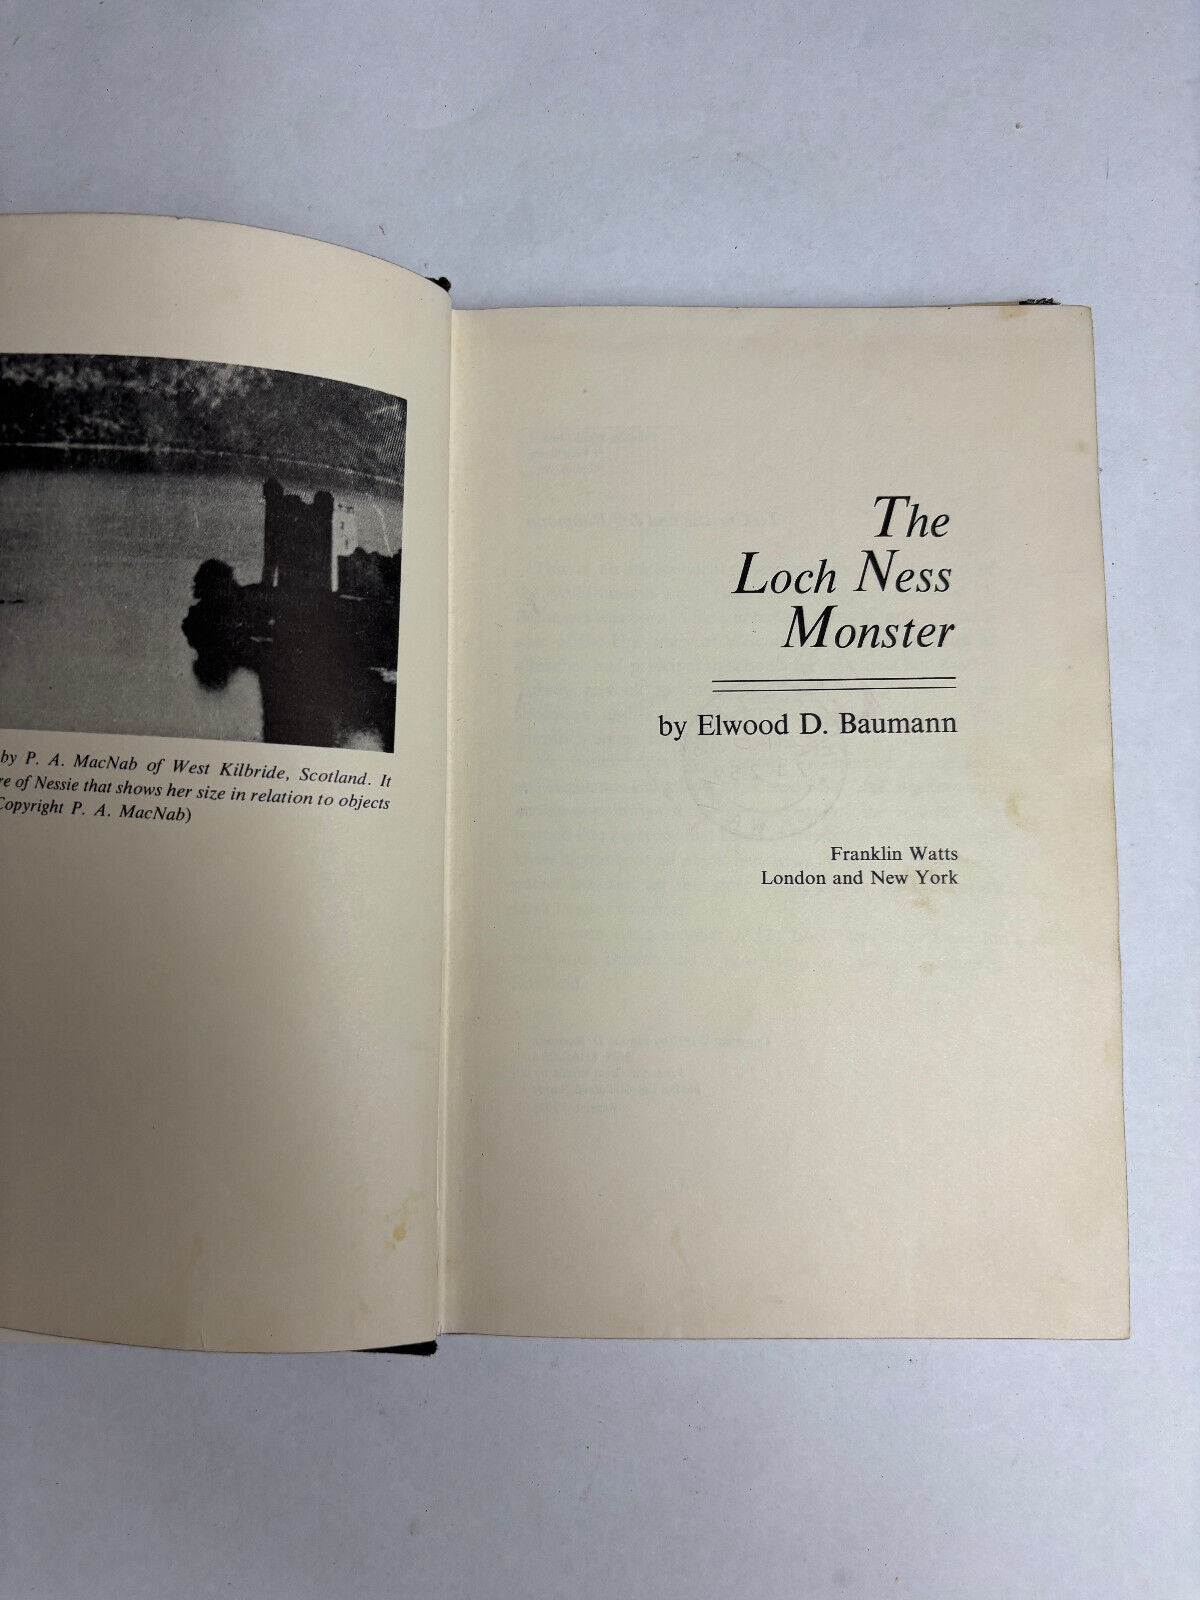 by P. A. MacNab of West Kilbride, Scotland. It
re of Nessie that shows her size in relation to objects
Copyright P. A. MacNab)
The
Loch Ness
Monster
by Elwood D. Baumann
Franklin Watts
London and New York